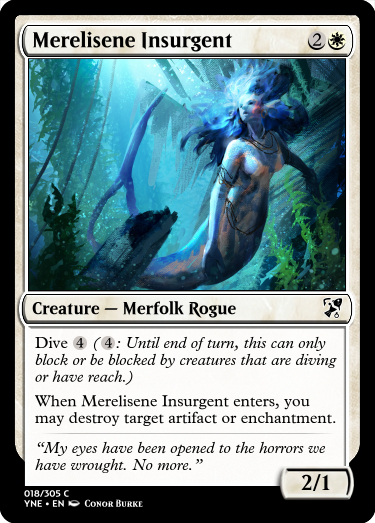 Merelisene Insurgent 2
Creature — Merfolk Rogue
Dive 4 (4: Until end of turn, this can only
block or be blocked by creatures that are diving
or have reach.)
When Merelisene Insurgent enters, you
may destroy target artifact or enchantment.
“My eyes have been opened to the horrors we
have wrought. No more.”
2/1
018/305 C
YNE • EN Conor Burke